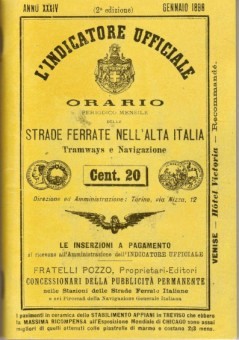 ANNO XXXIV (2ª edizione) GENNAIO 1898
L'INDICATORE UFFICIALE
ORARIO
PERIODICO MENSILE
DELLE
STRADE FERRATE NELL'ALTA ITALIA
Tramways e Navigazione
Cent. 20
Direzione ed Amministrazione: Torino, via Nizza, 12
LE INSERZIONI A PAGAMENTO
si ricevono all'Amministrazione dell'INDICATORE UFFICIALE
FRATELLI POZZO, Proprietari-Editori
CONCESSIONARI DELLA PUBBLICITÀ PERMANENTE
sulle Stazioni delle Strade Ferrate Italiane
e sui Piroscafi della Navigazione Generale Italiana
I pavimenti in ceramica dello STABILIMENTO APPIANI in TREVISO che ebbero
la MASSIMA RICOMPENSA all'Esposizione Mondiale di CHICAGO sono assai
migliori di quelli ottenuti colle piastrelle di marmo e costano
VENISE — Hôtel Victoria — Recommandé.